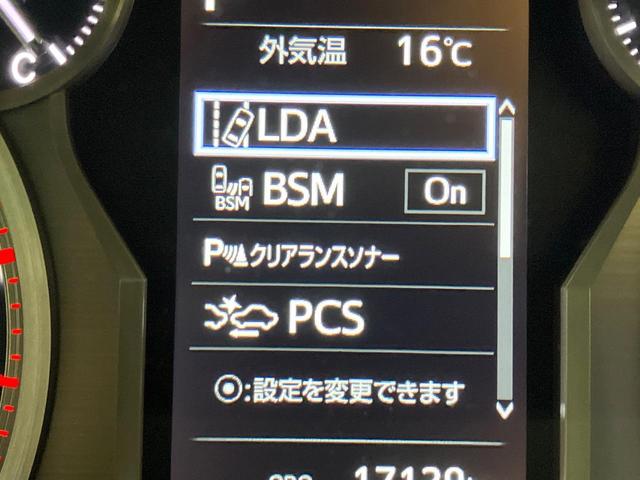 外気温 16℃
LDA
BSM BSM On
Pクリアランスソナー
PCS
⦿:設定を変更できます
C